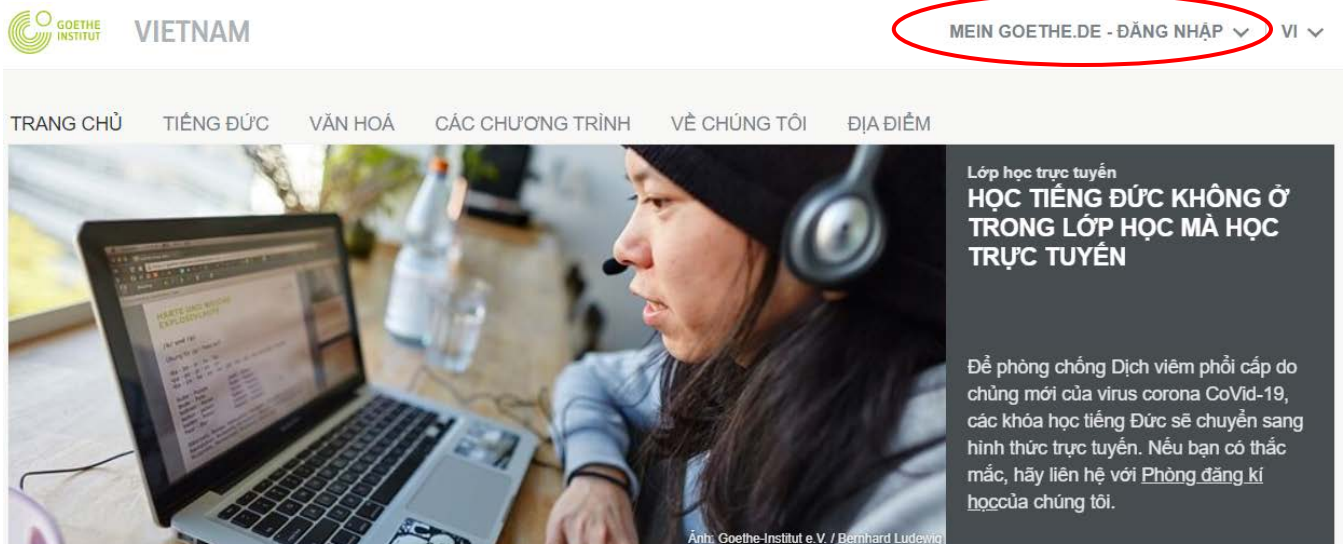 GOETHE
INSTITUT
VIETNAM
MEIN GOETHE.DE - ĐĂNG NHẬP
VI
TRANG CHỦ TIẾNG ĐỨC VĂN HOÁ CÁC CHƯƠNG TRÌNH VỀ CHÚNG TÔI ĐỊA ĐIỂM
Lớp học trực tuyến
HỌC TIẾNG ĐỨC KHÔNG Ở
TRONG LỚP HỌC MÀ HỌC
TRỰC TUYẾN
Để phòng chống Dịch viêm phổi cấp do
chủng mới của virus corona CoVid-19,
các khóa học tiếng Đức sẽ chuyển sang
hình thức trực tuyến. Nếu bạn có thắc
mắc, hãy liên hệ với Phòng đăng kí
họccủa chúng tôi.
Ảnh: Goethe-Institut e.V. / Bernhard Ludewig